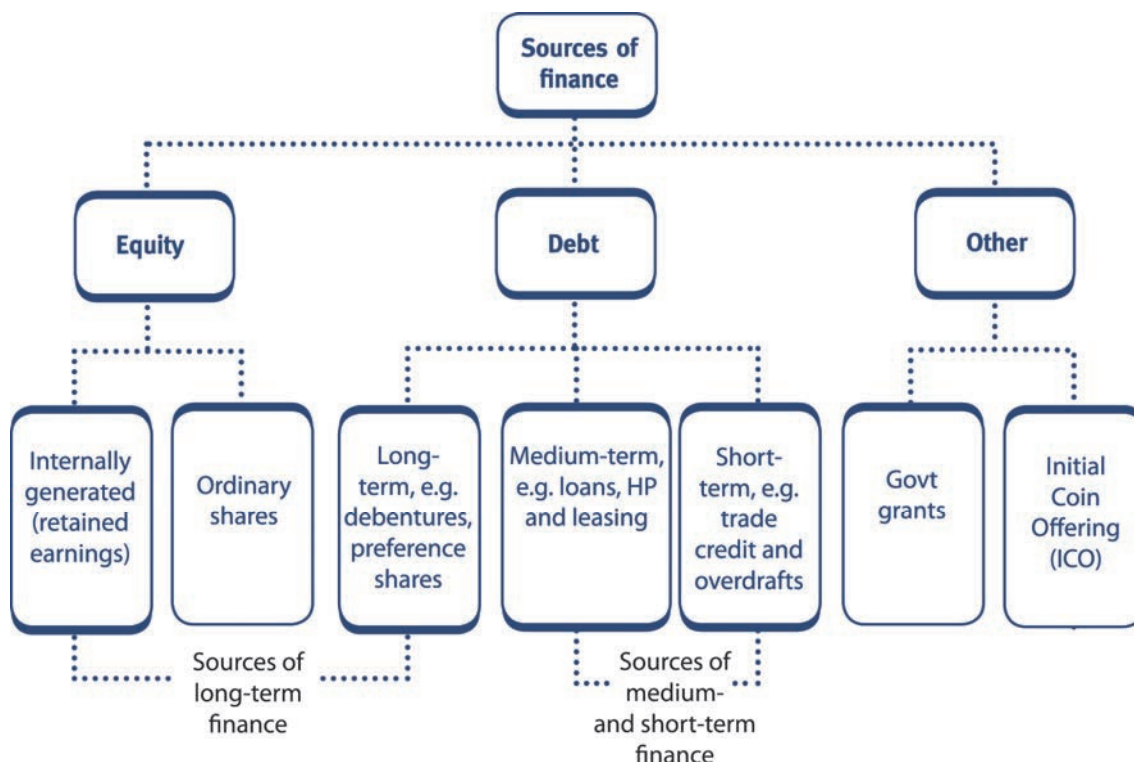 Sources of
finance
Equity
Debt
Other
Internally
generated
(retained
earnings)
Ordinary
shares
Long-
term, e.g.
debentures,
preference
shares
Medium-term,
e.g. loans, HP
and leasing
Short-
term, e.g.
trade
credit and
overdrafts
Govt
grants
Initial
Coin
Offering
(ICO)
Sources of
long-term
finance
Sources of
medium-
and short-term
finance